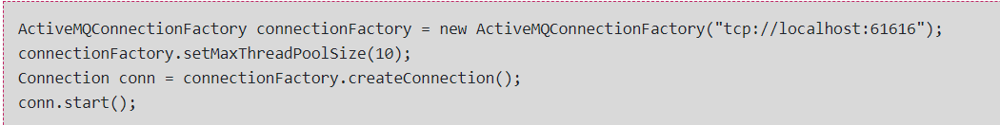 ActiveMQConnectionFactory connectionFactory = new ActiveMQConnectionFactory("tcp://localhost:61616");
connectionFactory.setMaxThreadPoolSize(10);
Connection conn = connectionFactory.createConnection();
conn.start();